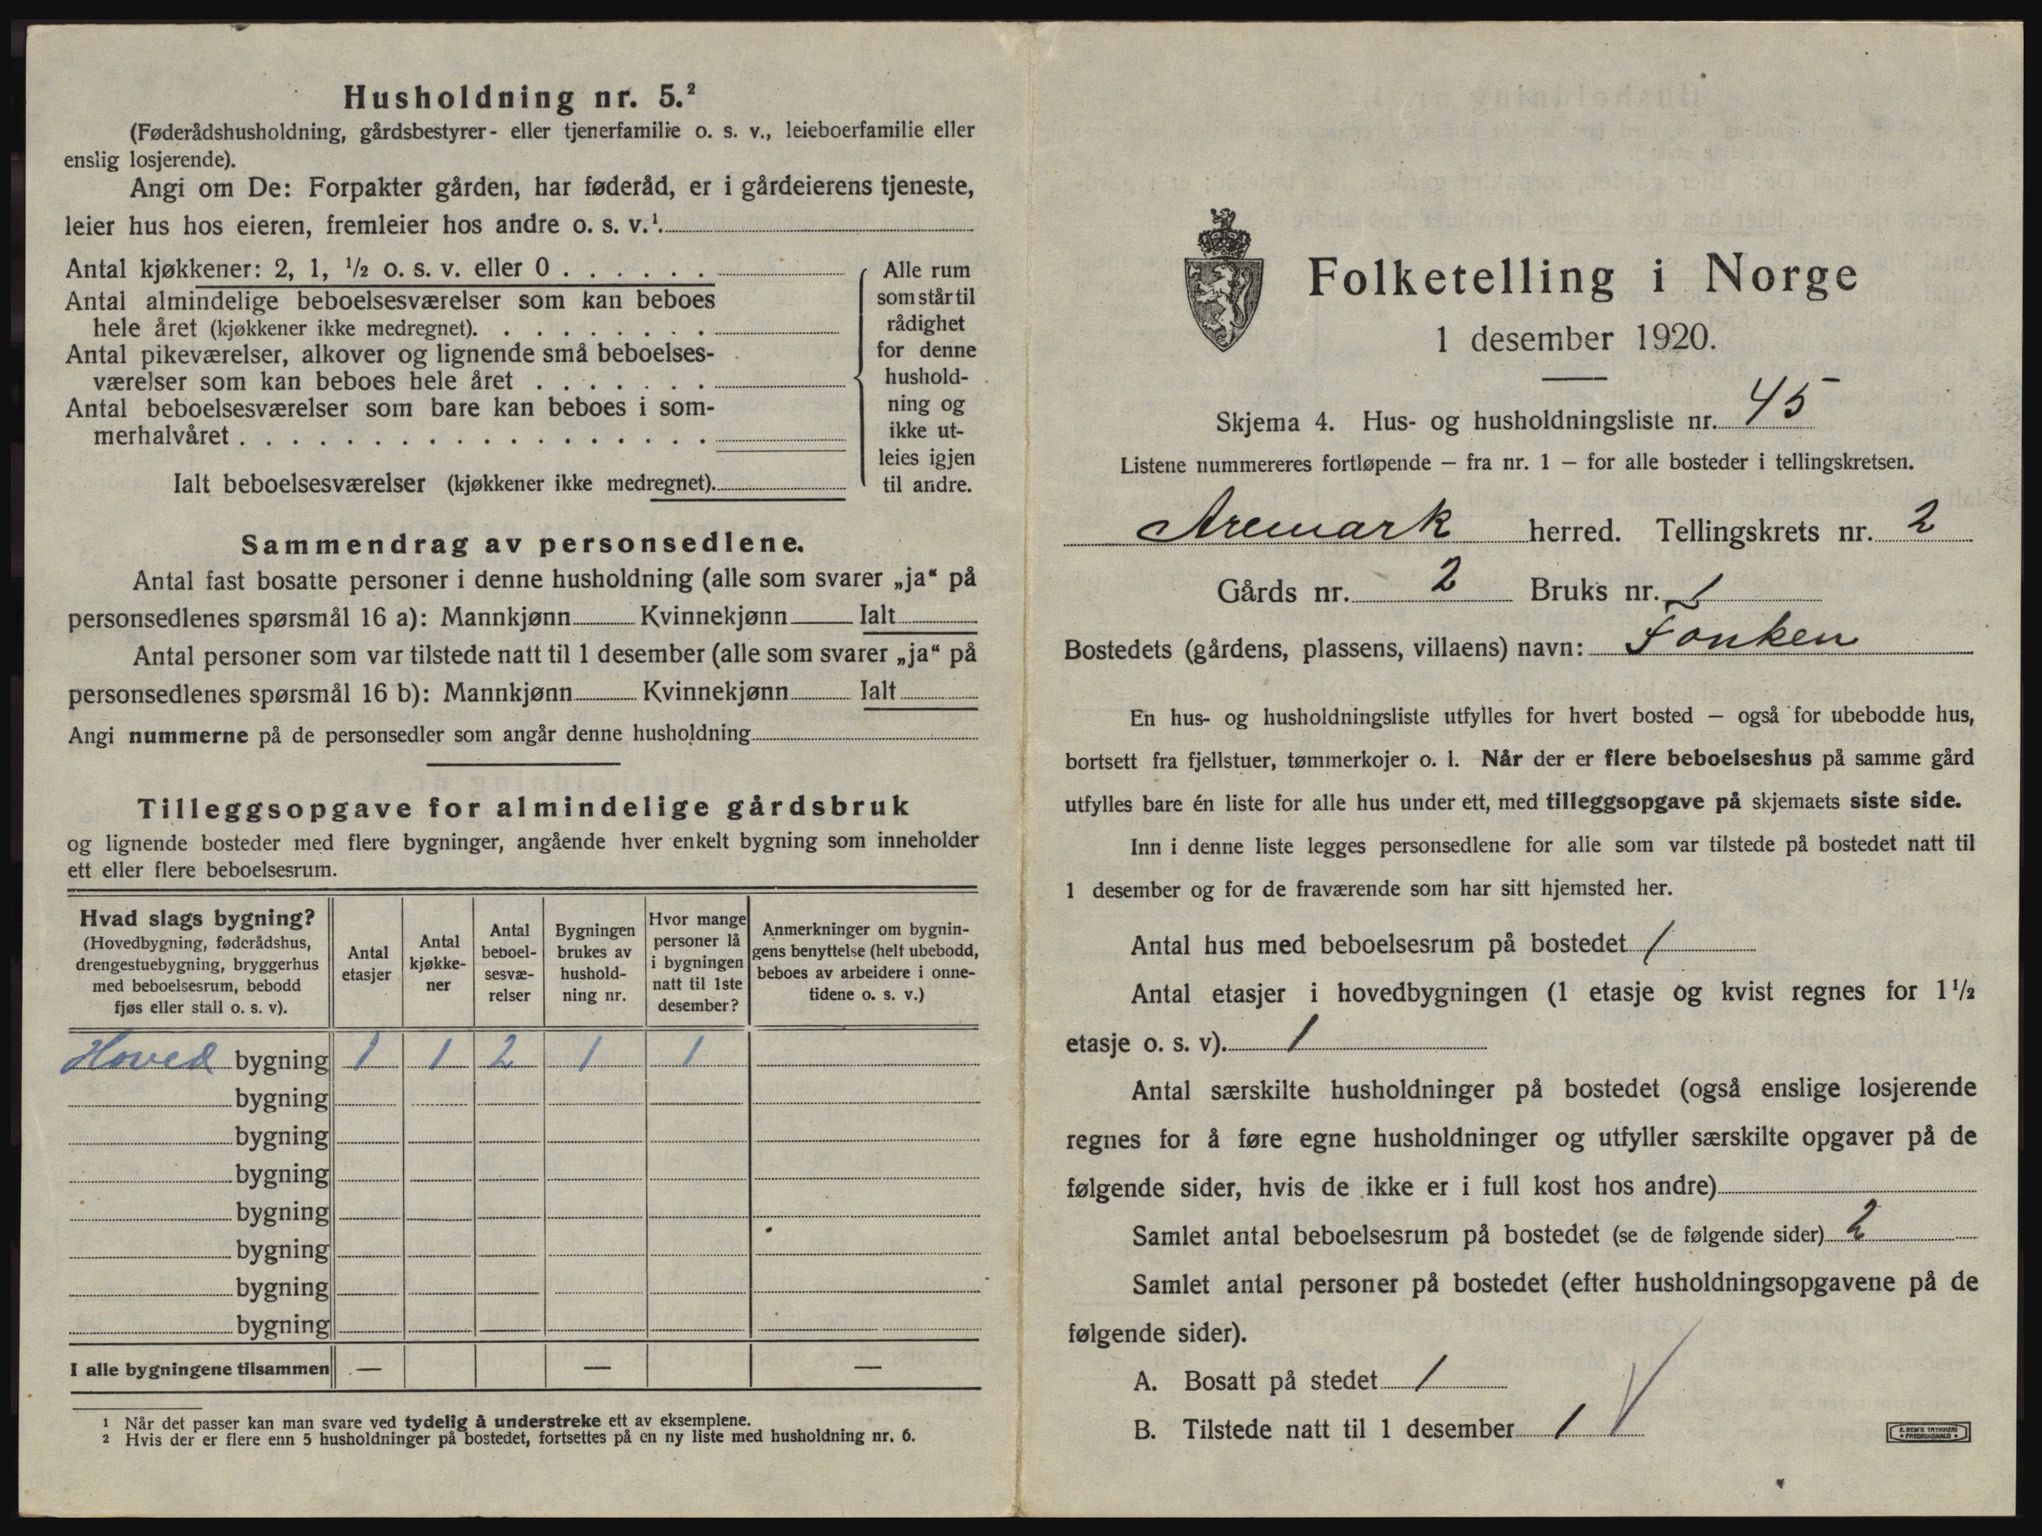 Husholdning nr. 5.²
(Føderådshusholdning, gårdsbestyrer- eller tjenerfamilie o. s. v., leieboerfamilie eller
enslig losjerende).
Angi om De: Forpakter gården, har føderåd, er i gårdeierens tjeneste,
leier hus hos eieren, fremleier hos andre o. s. v.¹.
Antal kjøkkener: 2, 1, ½ o. s. v. eller 0 . . . . . .
Antal almindelige beboelsesværelser som kan beboes
hele året (kjøkkener ikke medregnet). . . . . . . . .
Antal pikeværelser, alkover og lignende små beboelses-
værelser som kan beboes hele året . . . . . . .
Antal beboelsesværelser som bare kan beboes i som-
merhalvåret . . . . . . . . . . . . . . . . . .
Ialt beboelsesværelser (kjøkkener ikke medregnet).
Alle rum
som står til
rådighet
for denne
hushold-
ning og
ikke ut-
leies igjen
til andre.
Sammendrag av personsedlene.
Antal fast bosatte personer i denne husholdning (alle som svarer „ja“ på
personsedlenes spørsmål 16 a): Mannkjønn Kvinnekjønn Ialt
Antal personer som var tilstede natt til 1 desember (alle som svarer „ja“ på
personsedlenes spørsmål 16 b): Mannkjønn Kvinnekjønn Ialt
Angi nummerne på de personsedler som angår denne husholdning
Tilleggsopgave for almindelige gårdsbruk
og lignende bosteder med flere bygninger, angående hver enkelt bygning som inneholder
ett eller flere beboelsesrum.
Hvad slags bygning?
(Hovedbygning, føderådshus,
drengestuebygning, bryggerhus
med beboelsesrum, bebodd
fjøs eller stall o. s. v).
Antal
etasjer
Antal
kjøkke-
ner
Antal
beboel-
sesvæ-
relser
Bygningen
brukes av
hushold-
ning nr.
Hvor mange
personer lå
i bygningen
natt til 1ste
desember?
Anmerkninger om bygnin-
gens benyttelse (helt ubebodd,
beboes av arbeidere i onne-
tidene o. s. v.)
Hoved bygning 1 1 2 1 1
bygning
bygning
bygning
bygning
bygning
bygning
bygning
I alle bygningene tilsammen — — —
¹ Når det passer kan man svare ved tydelig å understreke ett av eksemplene.
² Hvis der er flere enn 5 husholdninger på bostedet, fortsettes på en ny liste med husholdning nr. 6.
Folketelling i Norge
1 desember 1920.
Skjema 4. Hus- og husholdningsliste nr. 45
Listene nummereres fortløpende — fra nr. 1 — for alle bosteder i tellingskretsen.
Aremark herred. Tellingskrets nr. 2
Gårds nr. 2 Bruks nr. 1
Bostedets (gårdens, plassens, villaens) navn: Fonken
En hus- og husholdningsliste utfylles for hvert bosted — også for ubebodde hus,
bortsett fra fjellstuer, tømmerkojer o. l. Når der er flere beboelseshus på samme gård
utfylles bare én liste for alle hus under ett, med tilleggsopgave på skjemaets siste side.
Inn i denne liste legges personsedlene for alle som var tilstede på bostedet natt til
1 desember og for de fraværende som har sitt hjemsted her.
Antal hus med beboelsesrum på bostedet 1
Antal etasjer i hovedbygningen (1 etasje og kvist regnes for 1½
etasje o. s. v). 1
Antal særskilte husholdninger på bostedet (også enslige losjerende
regnes for å føre egne husholdninger og utfyller særskilte opgaver på de
følgende sider, hvis de ikke er i full kost hos andre)
Samlet antal beboelsesrum på bostedet (se de følgende sider) 2
Samlet antal personer på bostedet (efter husholdningsopgavene på de
følgende sider).
A. Bosatt på stedet 1
B. Tilstede natt til 1 desember 1
E. SEM'S TRYKKERI
FREDRIKSHALD